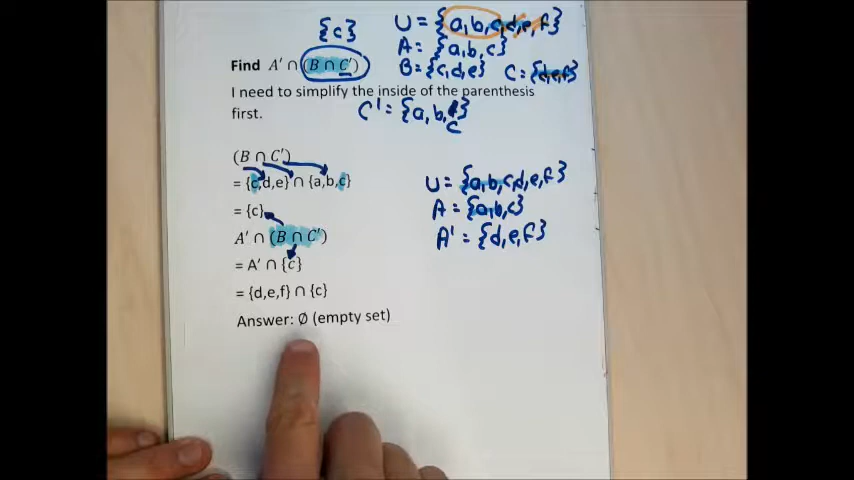 {c} U = {a,b,c,d,e,f}
A = {a,b,c}
Find A′ ∩ (B ∩ C′) B = {c,d,e} C = {d,e,f}
I need to simplify the inside of the parenthesis
first. C' = {a,b, c}
(B ∩ C′)
= {c,d,e} ∩ {a,b,c} U = {a,b,c,d,e,f}
= {c} A = {a,b,c}
A′ ∩ (B ∩ C′) A' = {d,e,f}
= A′ ∩ {c}
= {d,e,f} ∩ {c}
Answer: ∅ (empty set)